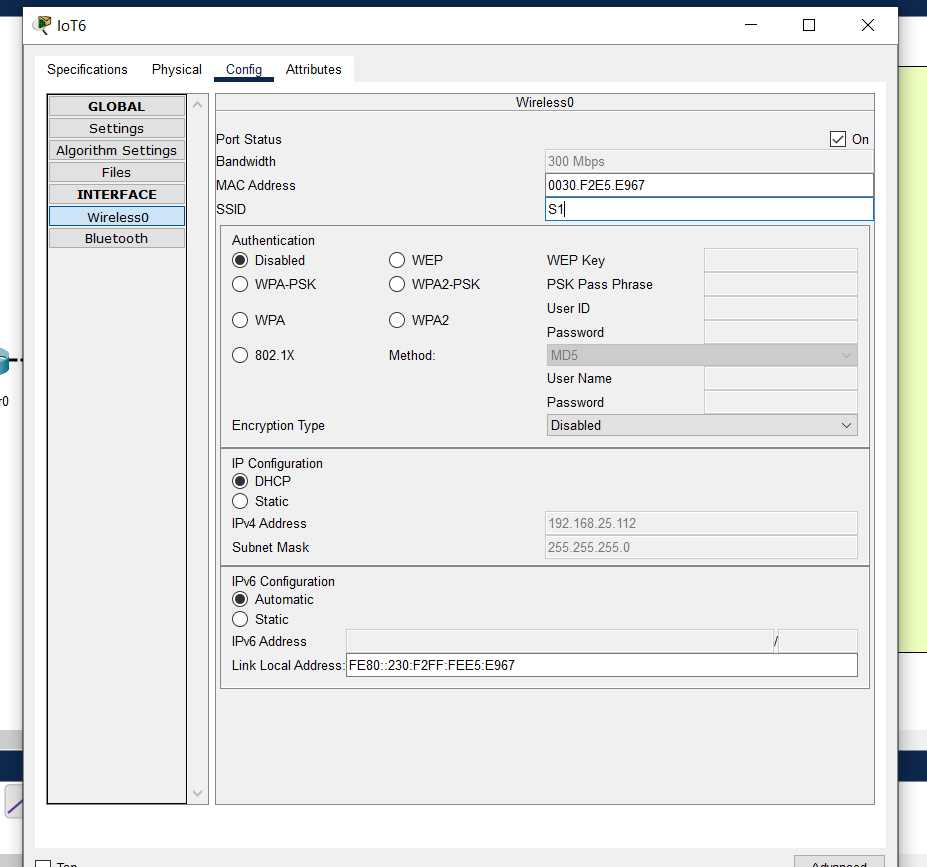 IoT6
Specifications Physical Config Attributes
GLOBAL
Settings
Algorithm Settings
Files
INTERFACE
Wireless0
Bluetooth
Wireless0
Port Status On
Bandwidth 300 Mbps
MAC Address 0030.F2E5.E967
SSID S1
Authentication
Disabled WEP WEP Key
WPA-PSK WPA2-PSK PSK Pass Phrase
User ID
WPA WPA2
Password
802.1X Method: MD5
User Name
Password
Encryption Type Disabled
IP Configuration
DHCP
Static
IPv4 Address 192.168.25.112
Subnet Mask 255.255.255.0
IPv6 Configuration
Automatic
Static
IPv6 Address /
Link Local Address: FE80::230:F2FF:FEE5:E967
Top Advanced